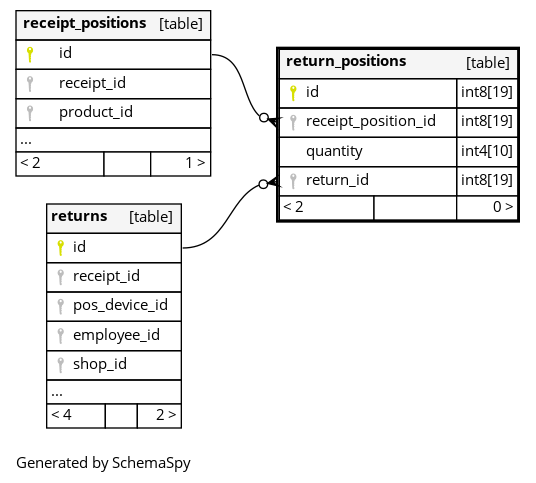 receipt_positions [table]
id
receipt_id
product_id
...
< 2 1 >
return_positions [table]
id int8[19]
receipt_position_id int8[19]
quantity int4[10]
return_id int8[19]
< 2 0 >
returns [table]
id
receipt_id
pos_device_id
employee_id
shop_id
...
< 4 2 >
Generated by SchemaSpy